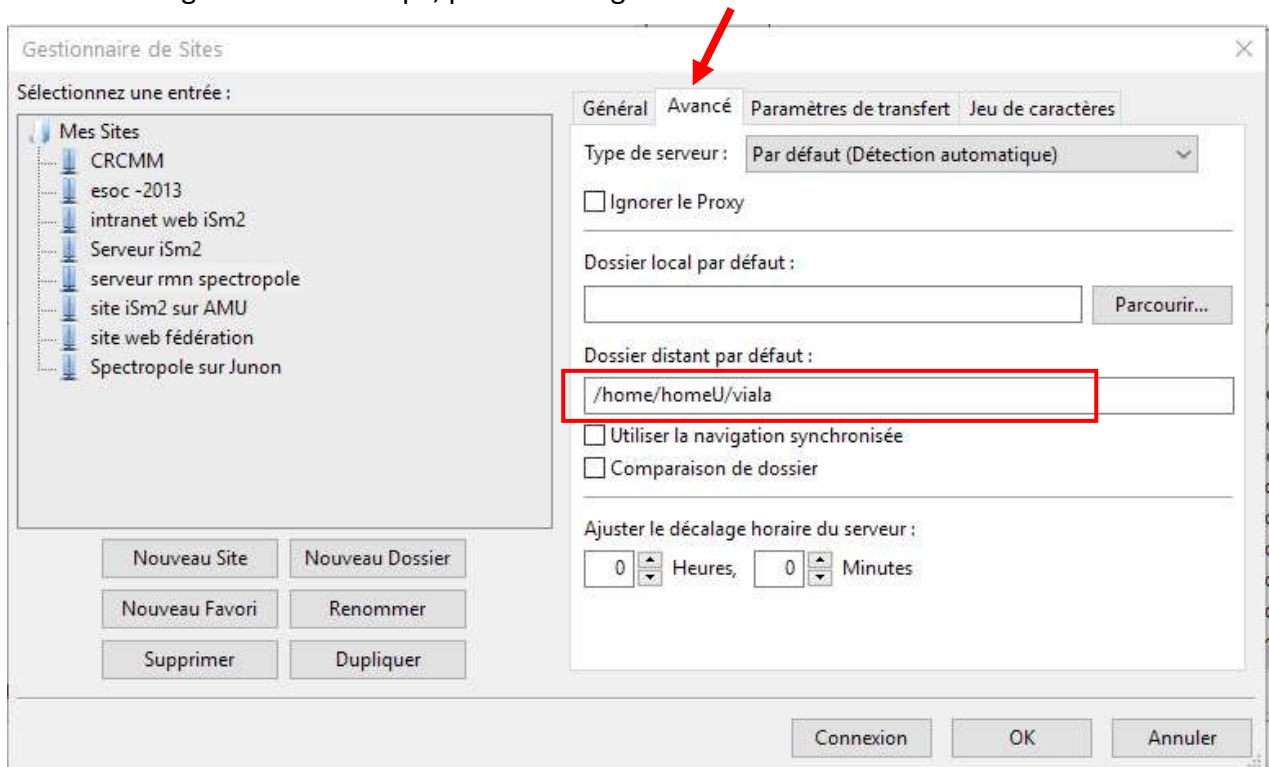 Gestionnaire de Sites
Sélectionnez une entrée :
Mes Sites
CRCMM
esoc -2013
intranet web iSm2
Serveur iSm2
serveur rmn spectropole
site iSm2 sur AMU
site web fédération
Spectropole sur Junon
Nouveau Site Nouveau Dossier
Nouveau Favori Renommer
Supprimer Dupliquer
Général Avancé Paramètres de transfert Jeu de caractères
Type de serveur : Par défaut (Détection automatique)
Ignorer le Proxy
Dossier local par défaut :
Parcourir...
Dossier distant par défaut :
/home/homeU/viala
Utiliser la navigation synchronisée
Comparaison de dossier
Ajuster le décalage horaire du serveur :
0 Heures, 0 Minutes
Connexion OK Annuler